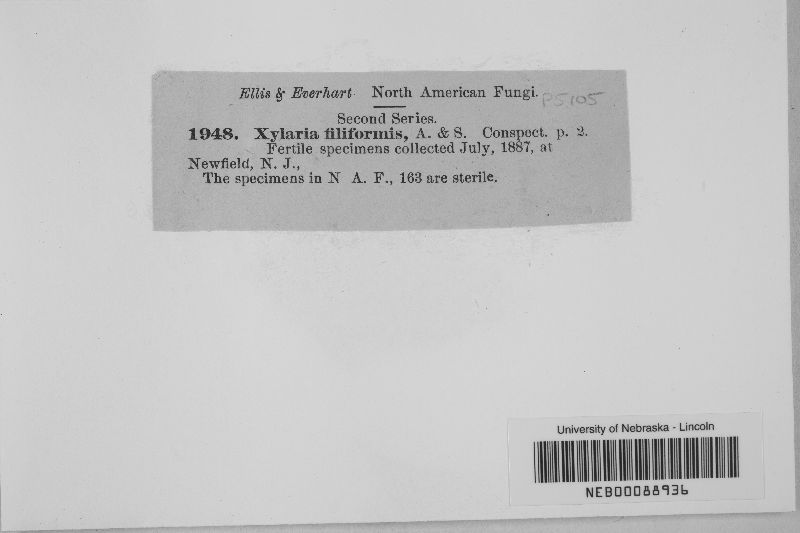 Ellis & Everhart North American Fungi. P5105
Second Series.
1948. Xylaria filiformis, A. & S. Conspect. p. 2.
Fertile specimens collected July, 1887, at
Newfield, N. J.,
The specimens in N A. F., 163 are sterile.
University of Nebraska - Lincoln
NEB00088936